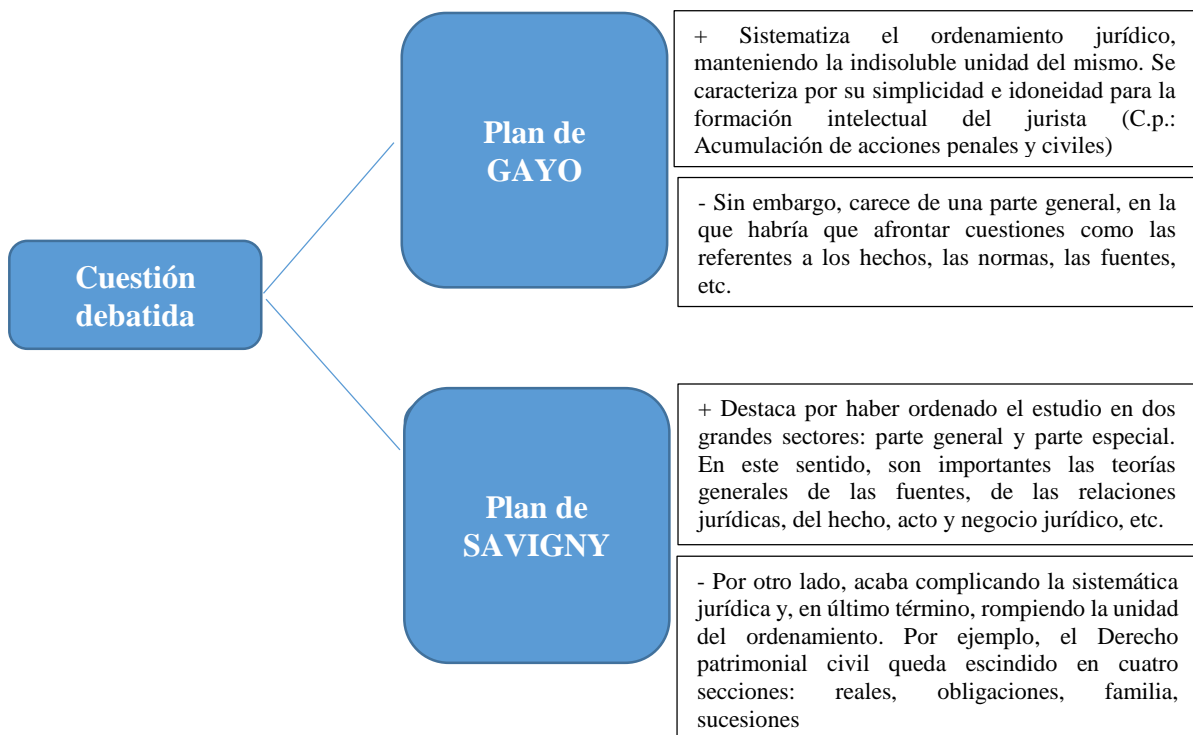 Cuestión
debatida
Plan de
GAYO
+ Sistematiza el ordenamiento jurídico,
manteniendo la indisoluble unidad del mismo. Se
caracteriza por su simplicidad e idoneidad para la
formación intelectual del jurista (C.p.:
Acumulación de acciones penales y civiles)
- Sin embargo, carece de una parte general, en la
que habría que afrontar cuestiones como las
referentes a los hechos, las normas, las fuentes,
etc.
Plan de
SAVIGNY
+ Destaca por haber ordenado el estudio en dos
grandes sectores: parte general y parte especial.
En este sentido, son importantes las teorías
generales de las fuentes, de las relaciones
jurídicas, del hecho, acto y negocio jurídico, etc.
- Por otro lado, acaba complicando la sistemática
jurídica y, en último término, rompiendo la unidad
del ordenamiento. Por ejemplo, el Derecho
patrimonial civil queda escindido en cuatro
secciones: reales, obligaciones, familia,
sucesiones